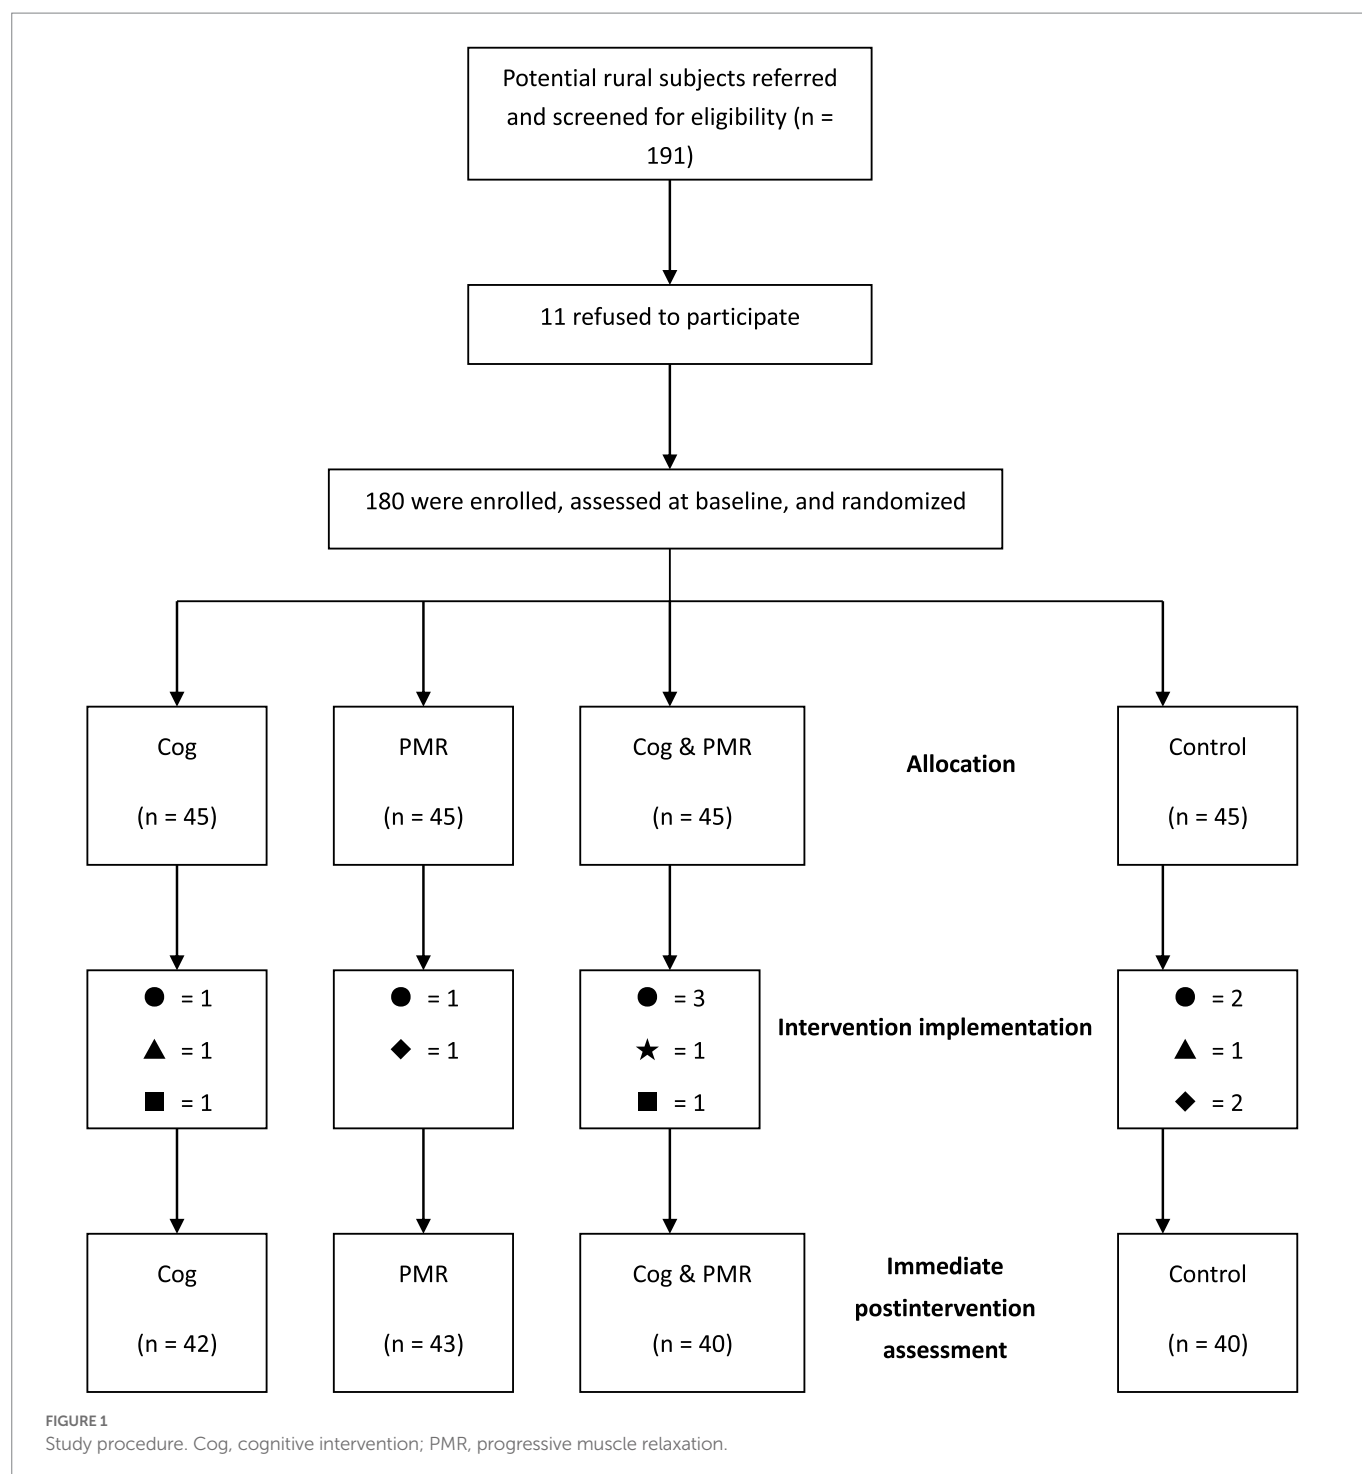 Potential rural subjects referred
and screened for eligibility (n =
191)
11 refused to participate
180 were enrolled, assessed at baseline, and randomized
Cog
(n = 45)
PMR
(n = 45)
Cog & PMR
(n = 45)
Allocation
Control
(n = 45)
● = 1
▲ = 1
■ = 1
● = 1
◆ = 1
● = 3
★ = 1
■ = 1
Intervention implementation
● = 2
▲ = 1
◆ = 2
Cog
(n = 42)
PMR
(n = 43)
Cog & PMR
(n = 40)
Immediate
postintervention
assessment
Control
(n = 40)
FIGURE 1
Study procedure. Cog, cognitive intervention; PMR, progressive muscle relaxation.